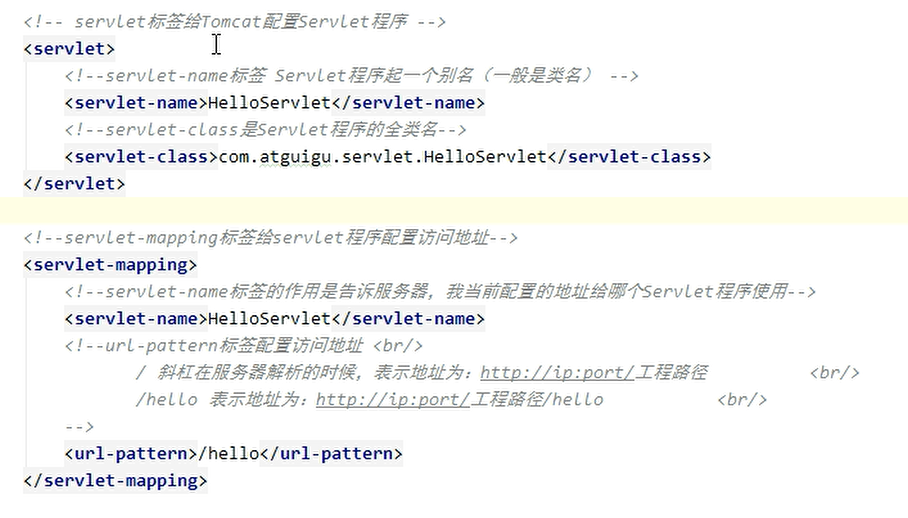 <!-- servlet标签给Tomcat配置Servlet程序 -->
<servlet>
<!--servlet-name标签 Servlet程序起一个别名（一般是类名） -->
<servlet-name>HelloServlet</servlet-name>
<!--servlet-class是Servlet程序的全类名-->
<servlet-class>com.atguigu.servlet.HelloServlet</servlet-class>
</servlet>
<!--servlet-mapping标签给servlet程序配置访问地址-->
<servlet-mapping>
<!--servlet-name标签的作用是告诉服务器，我当前配置的地址给哪个Servlet程序使用-->
<servlet-name>HelloServlet</servlet-name>
<!--url-pattern标签配置访问地址 <br/>
/ 斜杠在服务器解析的时候，表示地址为：http://ip:port/工程路径 <br/>
/hello 表示地址为：http://ip:port/工程路径/hello <br/>
-->
<url-pattern>/hello</url-pattern>
</servlet-mapping>